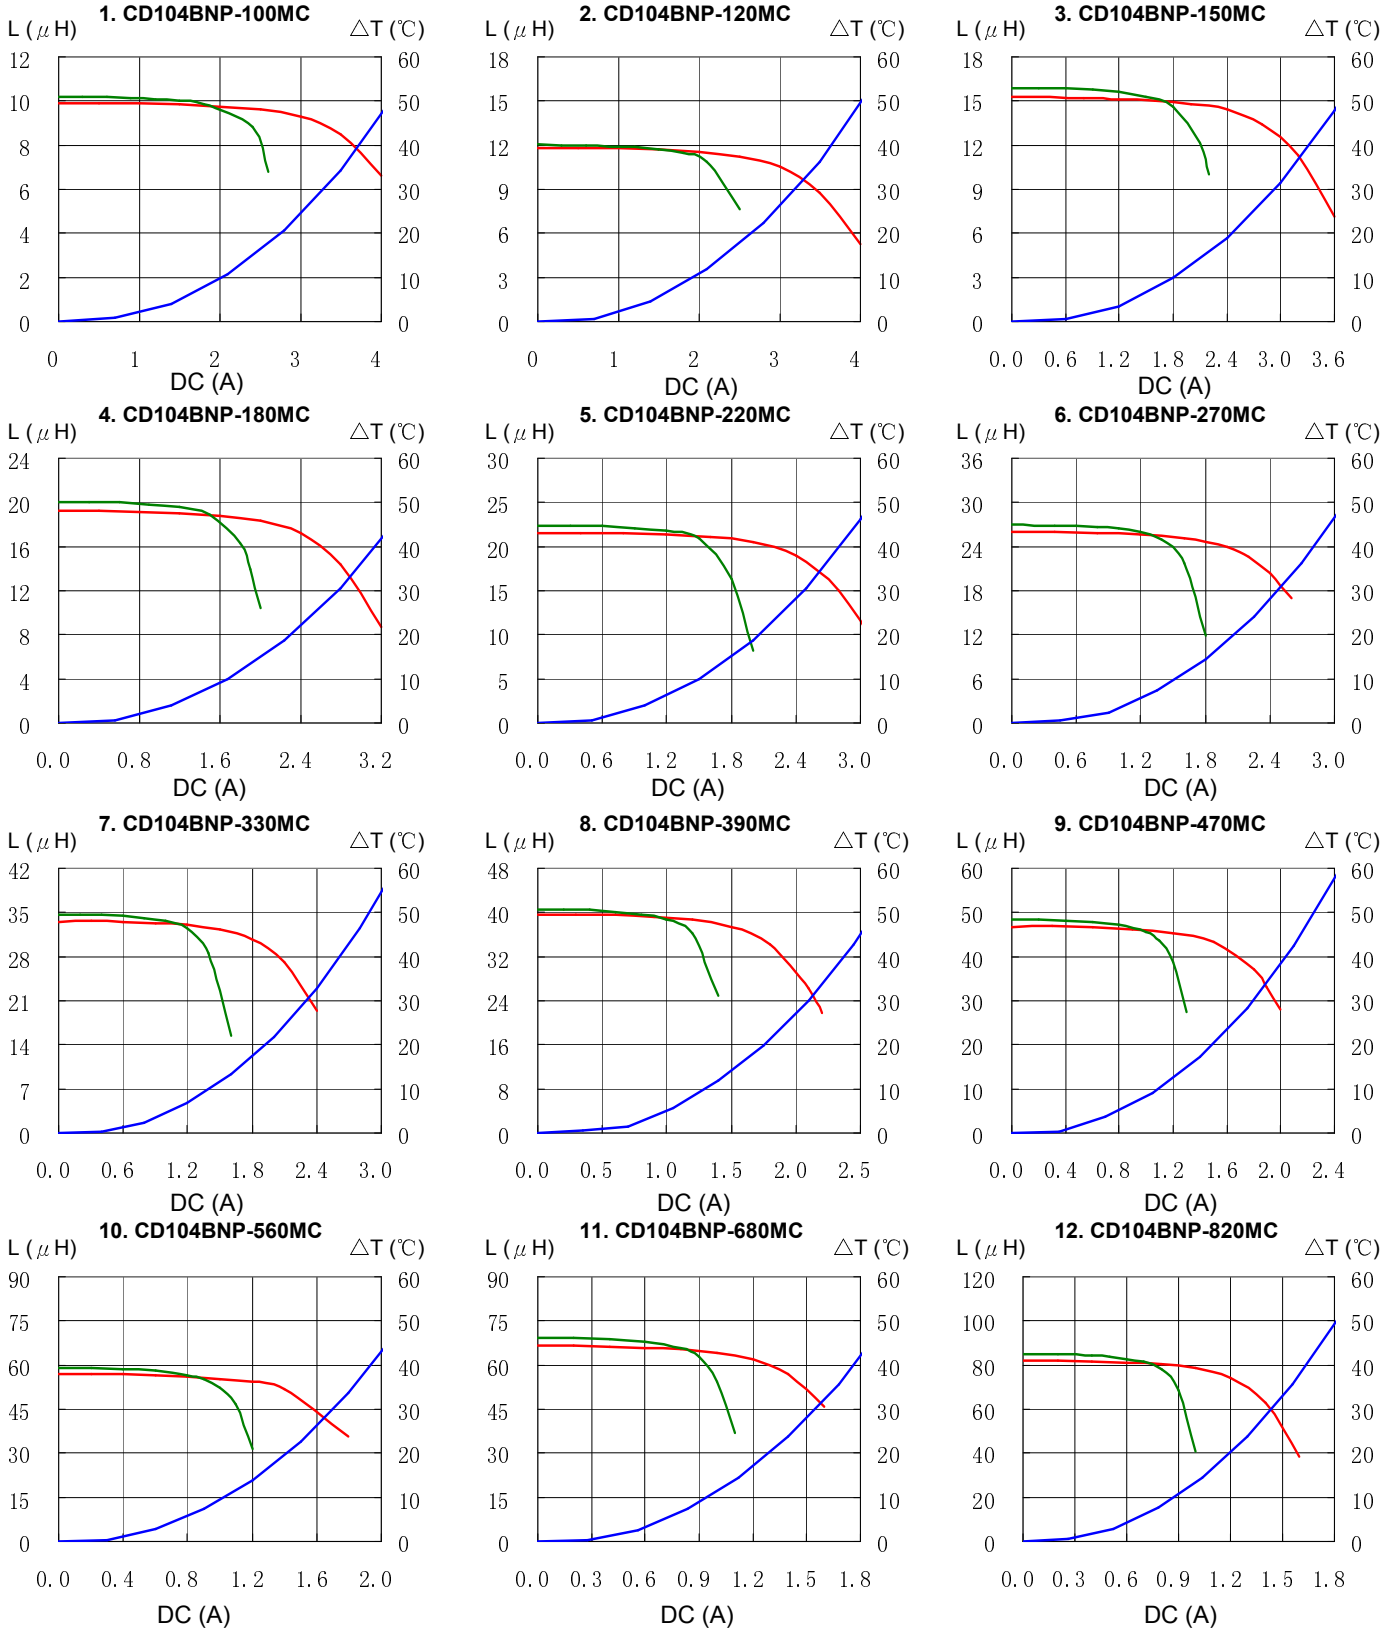 1. CD104BNP-100MC
L (μH) △T (℃)
12 60
10 50
8 40
6 30
4 20
2 10
0 0
0 1 2 3 4
DC (A)
2. CD104BNP-120MC
L (μH) △T (℃)
18 60
15 50
12 40
9 30
6 20
3 10
0 0
0 1 2 3 4
DC (A)
3. CD104BNP-150MC
L (μH) △T (℃)
18 60
15 50
12 40
9 30
6 20
3 10
0 0
0.0 0.6 1.2 1.8 2.4 3.0 3.6
DC (A)
4. CD104BNP-180MC
L (μH) △T (℃)
24 60
20 50
16 40
12 30
8 20
4 10
0 0
0.0 0.8 1.6 2.4 3.2
DC (A)
5. CD104BNP-220MC
L (μH) △T (℃)
30 60
25 50
20 40
15 30
10 20
5 10
0 0
0.0 0.6 1.2 1.8 2.4 3.0
DC (A)
6. CD104BNP-270MC
L (μH) △T (℃)
36 60
30 50
24 40
18 30
12 20
6 10
0 0
0.0 0.6 1.2 1.8 2.4 3.0
DC (A)
7. CD104BNP-330MC
L (μH) △T (℃)
42 60
35 50
28 40
21 30
14 20
7 10
0 0
0.0 0.6 1.2 1.8 2.4 3.0
DC (A)
8. CD104BNP-390MC
L (μH) △T (℃)
48 60
40 50
32 40
24 30
16 20
8 10
0 0
0.0 0.5 1.0 1.5 2.0 2.5
DC (A)
9. CD104BNP-470MC
L (μH) △T (℃)
60 60
50 50
40 40
30 30
20 20
10 10
0 0
0.0 0.4 0.8 1.2 1.6 2.0 2.4
DC (A)
10. CD104BNP-560MC
L (μH) △T (℃)
90 60
75 50
60 40
45 30
30 20
15 10
0 0
0.0 0.4 0.8 1.2 1.6 2.0
DC (A)
11. CD104BNP-680MC
L (μH) △T (℃)
90 60
75 50
60 40
45 30
30 20
15 10
0 0
0.0 0.3 0.6 0.9 1.2 1.5 1.8
DC (A)
12. CD104BNP-820MC
L (μH) △T (℃)
120 60
100 50
80 40
60 30
40 20
20 10
0 0
0.0 0.3 0.6 0.9 1.2 1.5 1.8
DC (A)